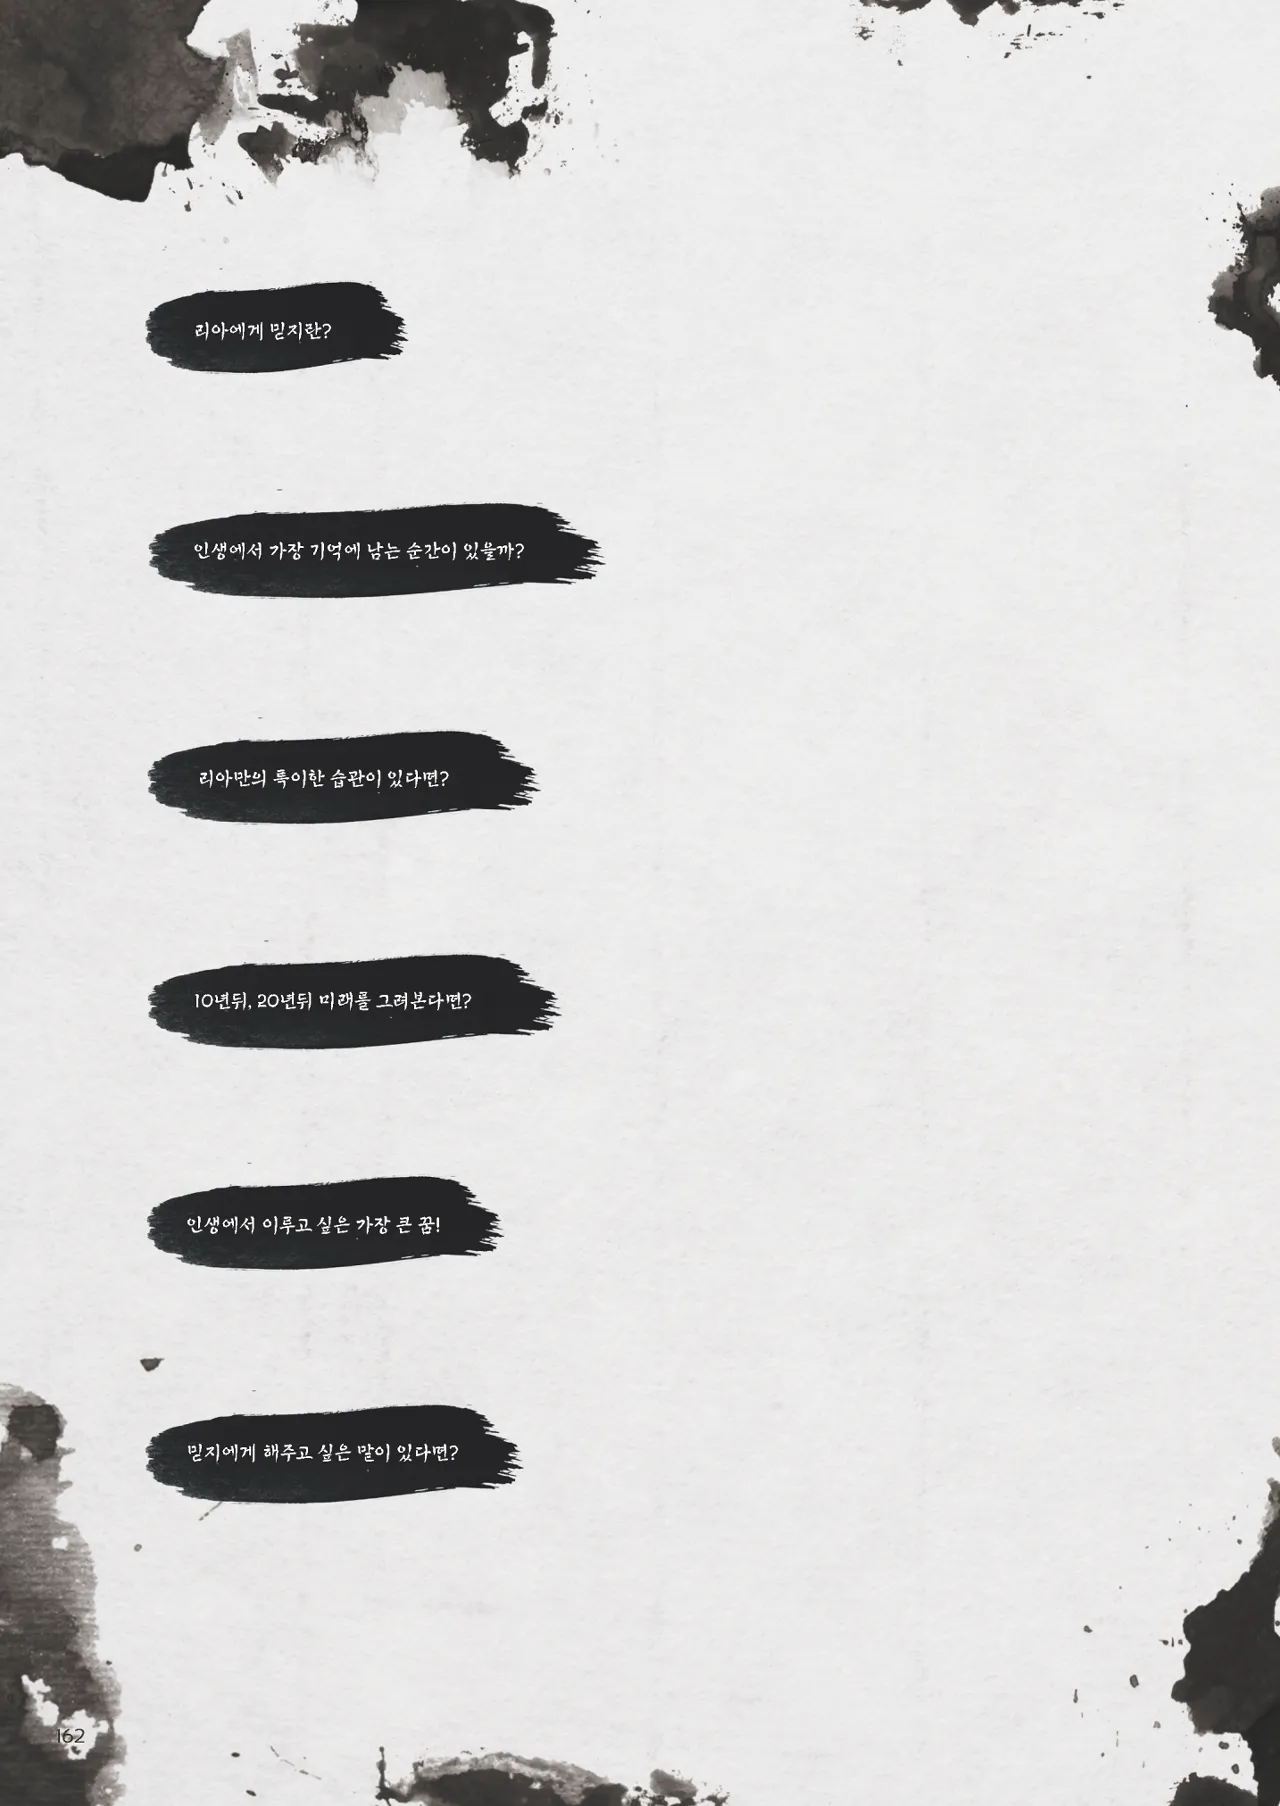 리아에게 믿지란?
인생에서 가장 기억에 남는 순간이 있을까?
리아만의 특이한 습관이 있다면?
10년뒤, 20년뒤 미래를 그려본다면?
인생에서 이루고 싶은 가장 큰 꿈!
믿지에게 해주고 싶은 말이 있다면?
162